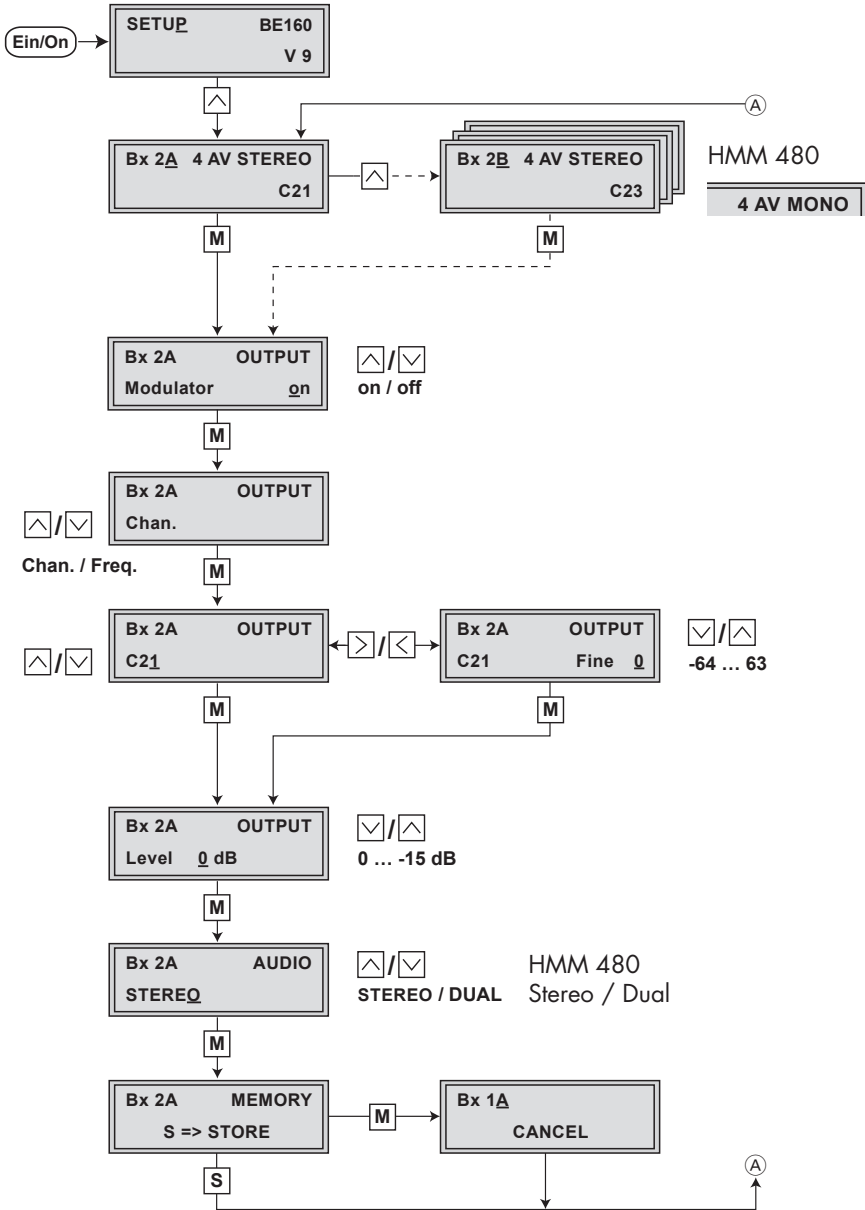 Ein/On
SETUP BE160
V 9
A
Bx 2A 4 AV STEREO
C21
Bx 2B 4 AV STEREO
C23
HMM 480
4 AV MONO
M
M
Bx 2A OUTPUT
Modulator on
/
on / off
M
Bx 2A OUTPUT
Chan.
/
Chan. / Freq.
M
Bx 2A OUTPUT
C21
/
> / <
Bx 2A OUTPUT
C21 Fine 0
/
-64 … 63
M
M
Bx 2A OUTPUT
Level 0 dB
/
0 … -15 dB
M
Bx 2A AUDIO
STEREO
/
STEREO / DUAL
HMM 480
Stereo / Dual
M
Bx 2A MEMORY
S => STORE
M
Bx 1A
CANCEL
S
A